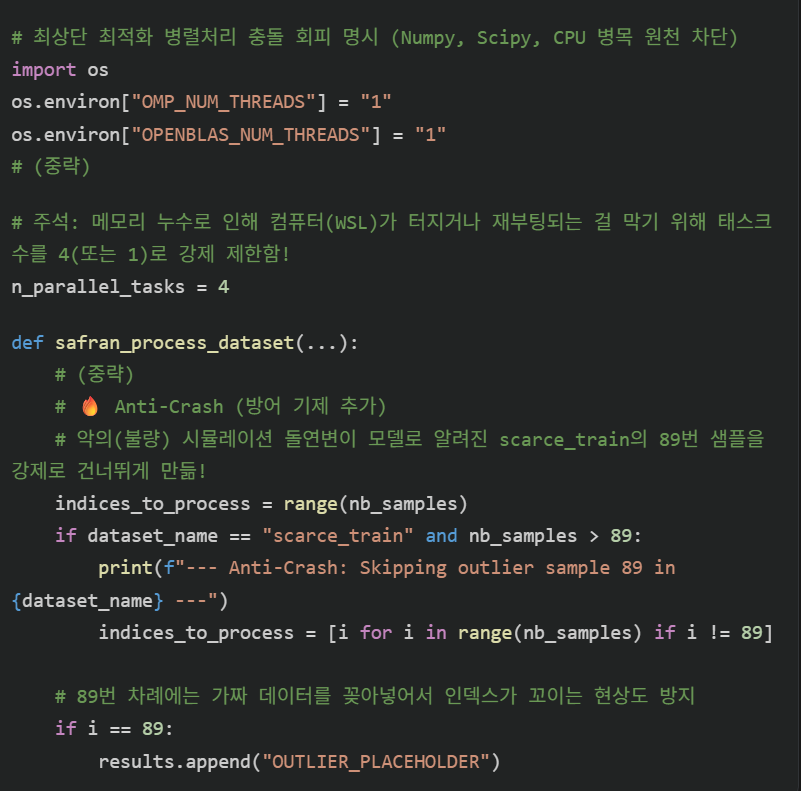 # 최상단 최적화 병렬처리 충돌 회피 명시 (Numpy, Scipy, CPU 병목 원천 차단)
import os
os.environ["OMP_NUM_THREADS"] = "1"
os.environ["OPENBLAS_NUM_THREADS"] = "1"
# (중략)
# 주석: 메모리 누수로 인해 컴퓨터(WSL)가 터지거나 재부팅되는 걸 막기 위해 태스크
수를 4(또는 1)로 강제 제한함!
n_parallel_tasks = 4
def safran_process_dataset(...):
    # (중략)
    # 🔥 Anti-Crash (방어 기제 추가)
    # 악의(불량) 시뮬레이션 돌연변이 모델로 알려진 scarce_train의 89번 샘플을
강제로 건너뛰게 만듦!
    indices_to_process = range(nb_samples)
    if dataset_name == "scarce_train" and nb_samples > 89:
        print(f"--- Anti-Crash: Skipping outlier sample 89 in
{dataset_name} ---")
        indices_to_process = [i for i in range(nb_samples) if i != 89]
    # 89번 차례에는 가짜 데이터를 꽂아넣어서 인덱스가 꼬이는 현상도 방지
    if i == 89:
        results.append("OUTLIER_PLACEHOLDER")